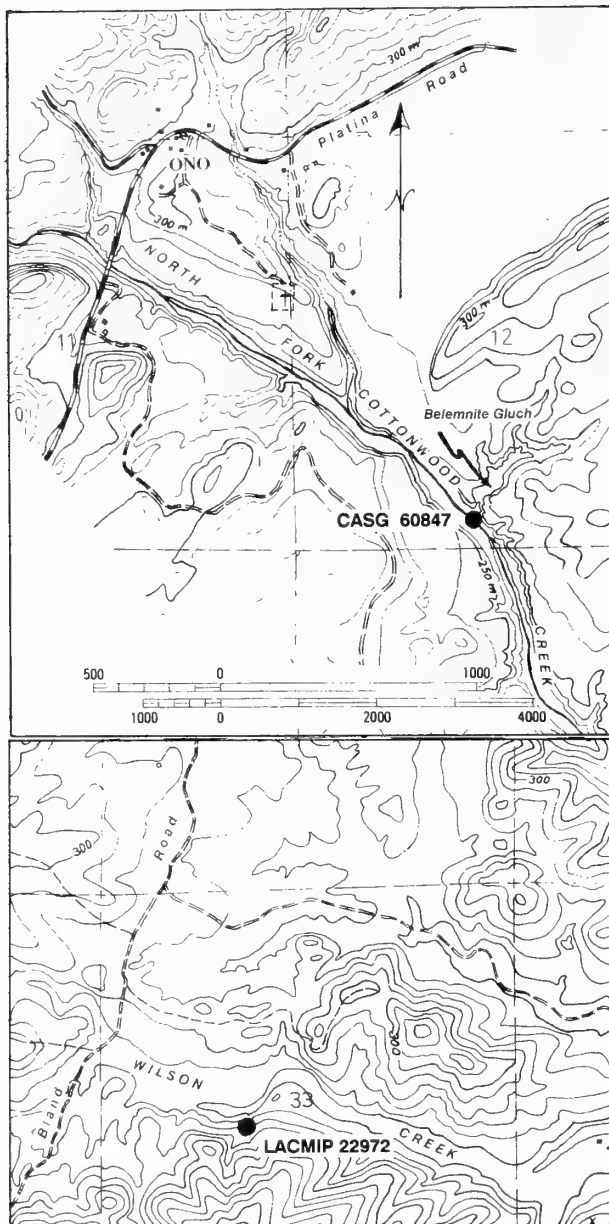 300 m
Platina Road
ONO
300 m
NORTH FORK COTTONWOOD CREEK
300 m
11
12
Belemnite Gluch
CASG 60847
250 m
500 0 1000
1000 0 2000 4000
300
300
Road
300
WILSON CREEK
33
Bland
LACMIP 22972